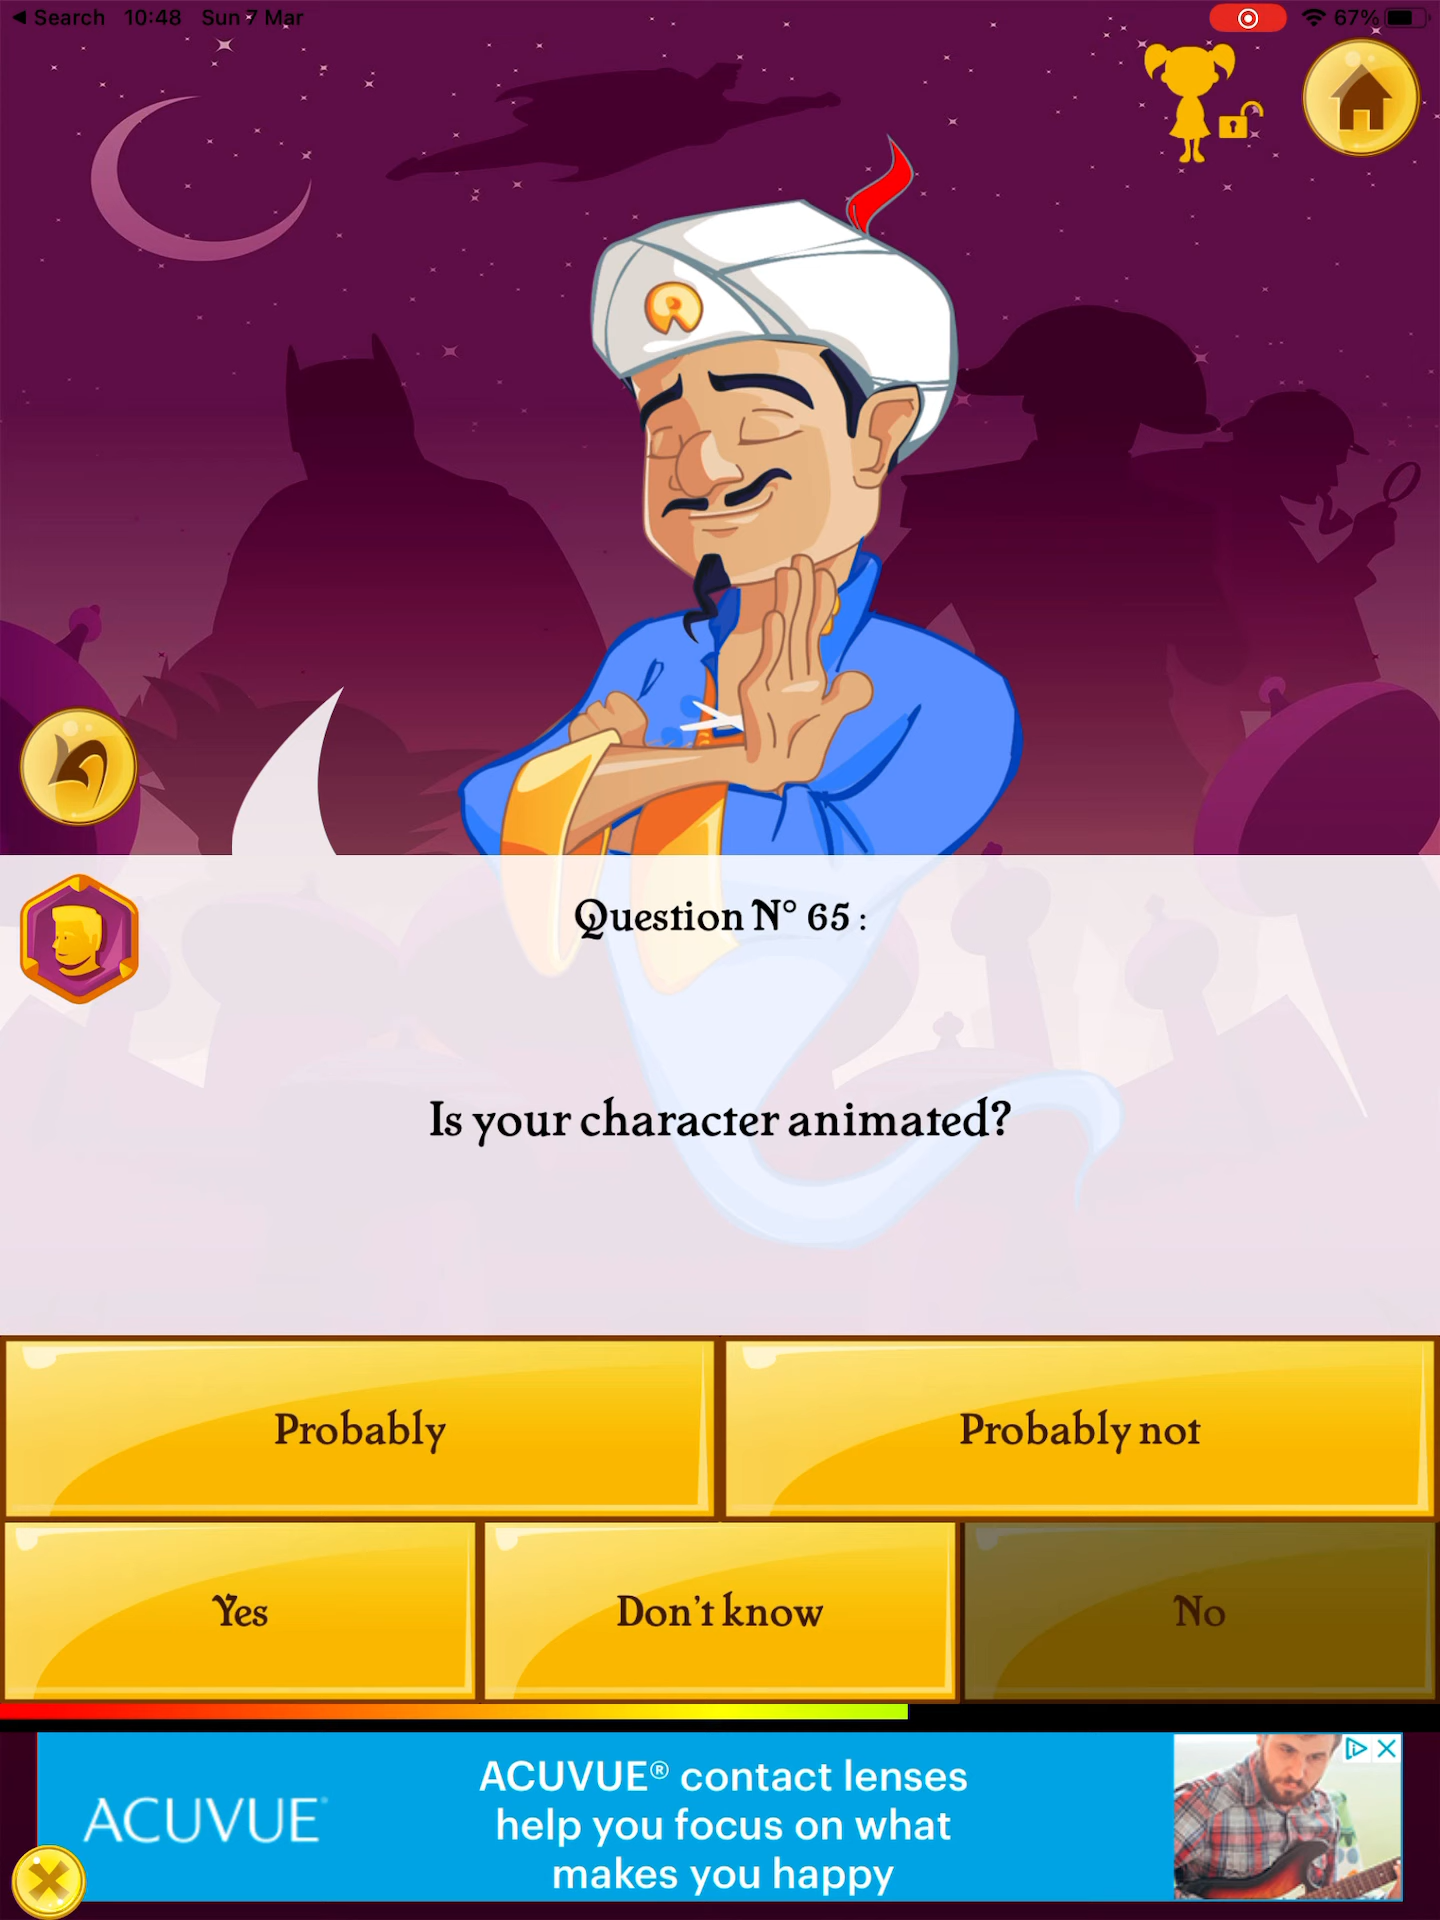 Search 10:48 Sun 7 Mar 67%
Question N° 65 :
Is your character animated?
Probably
Probably not
Yes
Don't know
No
ACUVUE®
ACUVUE® contact lenses
help you focus on what
makes you happy